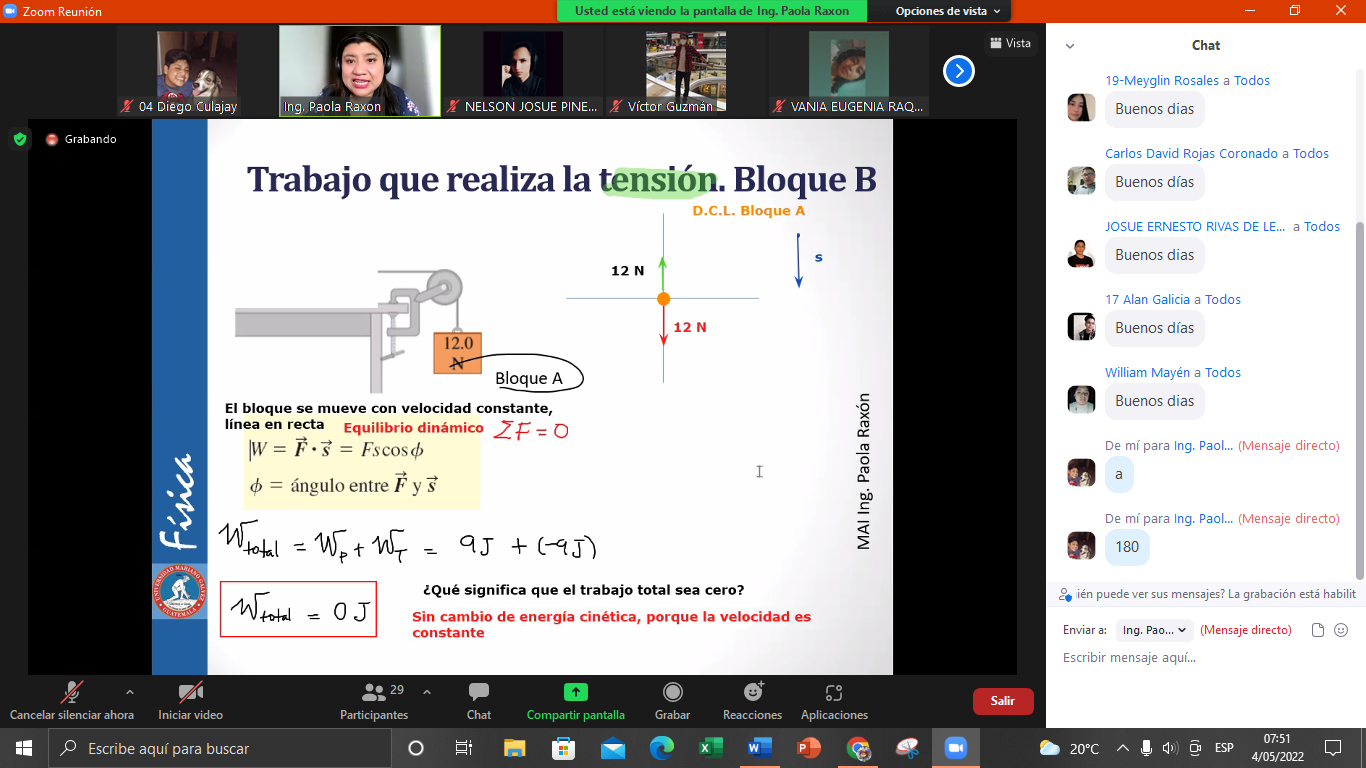 Zoom Reunión
Usted está viendo la pantalla de Ing. Paola Raxon
Opciones de vista
04 Diego Culajay
Ing. Paola Raxon
NELSON JOSUE PINE...
Víctor Guzmán
VANIA EUGENIA RAQ...
Vista
Grabando
Trabajo que realiza la tensión. Bloque B
D.C.L. Bloque A
12 N
s
12 N
12.0
N
Bloque A
El bloque se mueve con velocidad constante,
línea en recta
Equilibrio dinámico
ΣF = 0
W = F⃗ • s⃗ = Fs cos ϕ
ϕ = ángulo entre F⃗ y s⃗
W total = W P + W T = 9 J + (-9 J)
W total = 0 J
¿Qué significa que el trabajo total sea cero?
Sin cambio de energía cinética, porque la velocidad es
constante
Física
UNIVERSIDAD MARIANO GÁLVEZ
GUATEMALA
MAI Ing. Paola Raxón
Chat
19-Meyglin Rosales a Todos
Buenos dias
Carlos David Rojas Coronado a Todos
Buenos días
JOSUE ERNESTO RIVAS DE LE... a Todos
Buenos dias
17 Alan Galicia a Todos
Buenos días
William Mayén a Todos
Buenos días
De mí para Ing. Paol... (Mensaje directo)
a
De mí para Ing. Paol... (Mensaje directo)
180
ién puede ver sus mensajes? La grabación está habilit
Enviar a: Ing. Pao... (Mensaje directo)
Escribir mensaje aquí...
Cancelar silenciar ahora
Iniciar video
Participantes
29
Chat
Compartir pantalla
Grabar
Reacciones
Aplicaciones
Salir
Escribe aquí para buscar
20°C
ESP
07:51
4/05/2022